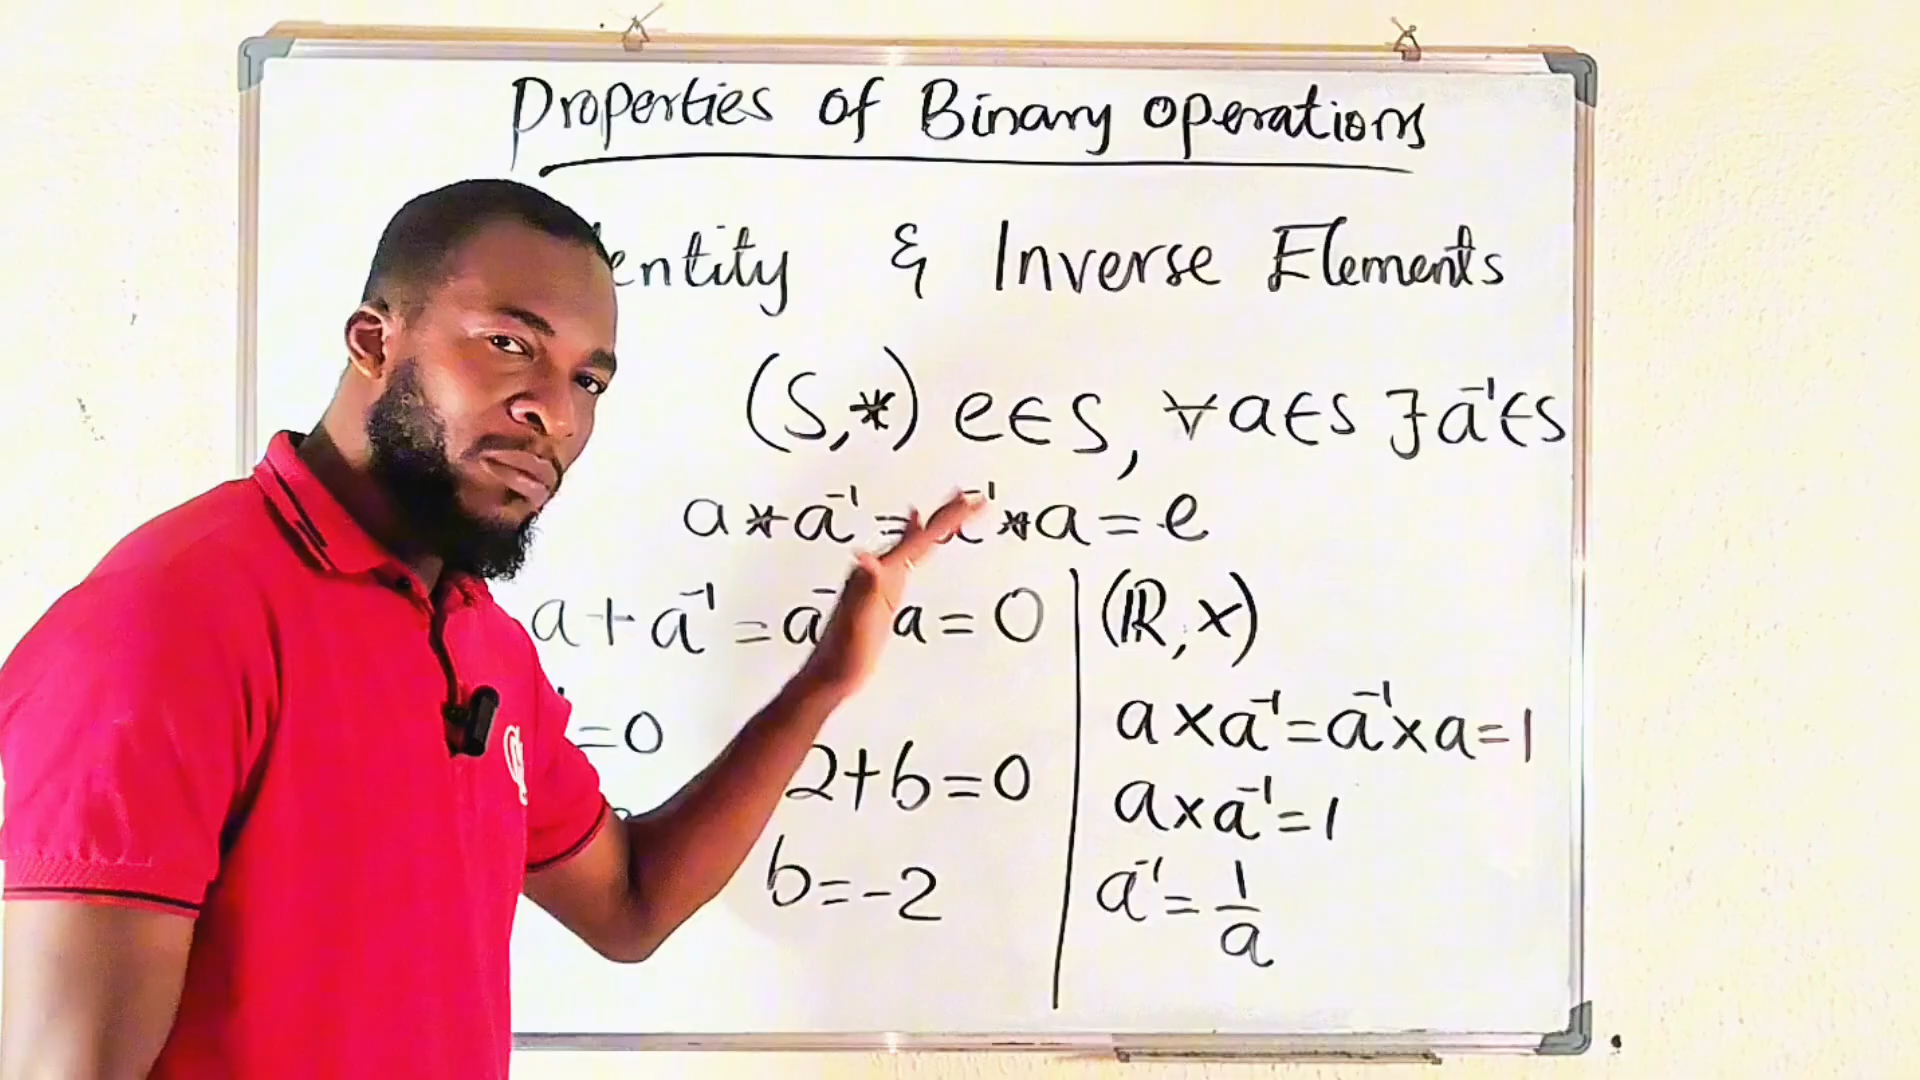 Properties of Binary Operations
entity & Inverse Elements
(S,*) e∈S, ∀a∈S ∃ a⁻¹∈S
a*a⁻¹=a⁻¹*a=e
a+a⁻¹=a⁻ a=0
=0
2+b=0
b=-2
(ℝ,×)
a×a⁻¹=a⁻¹×a=1
a×a⁻¹=1
a⁻¹=1/a